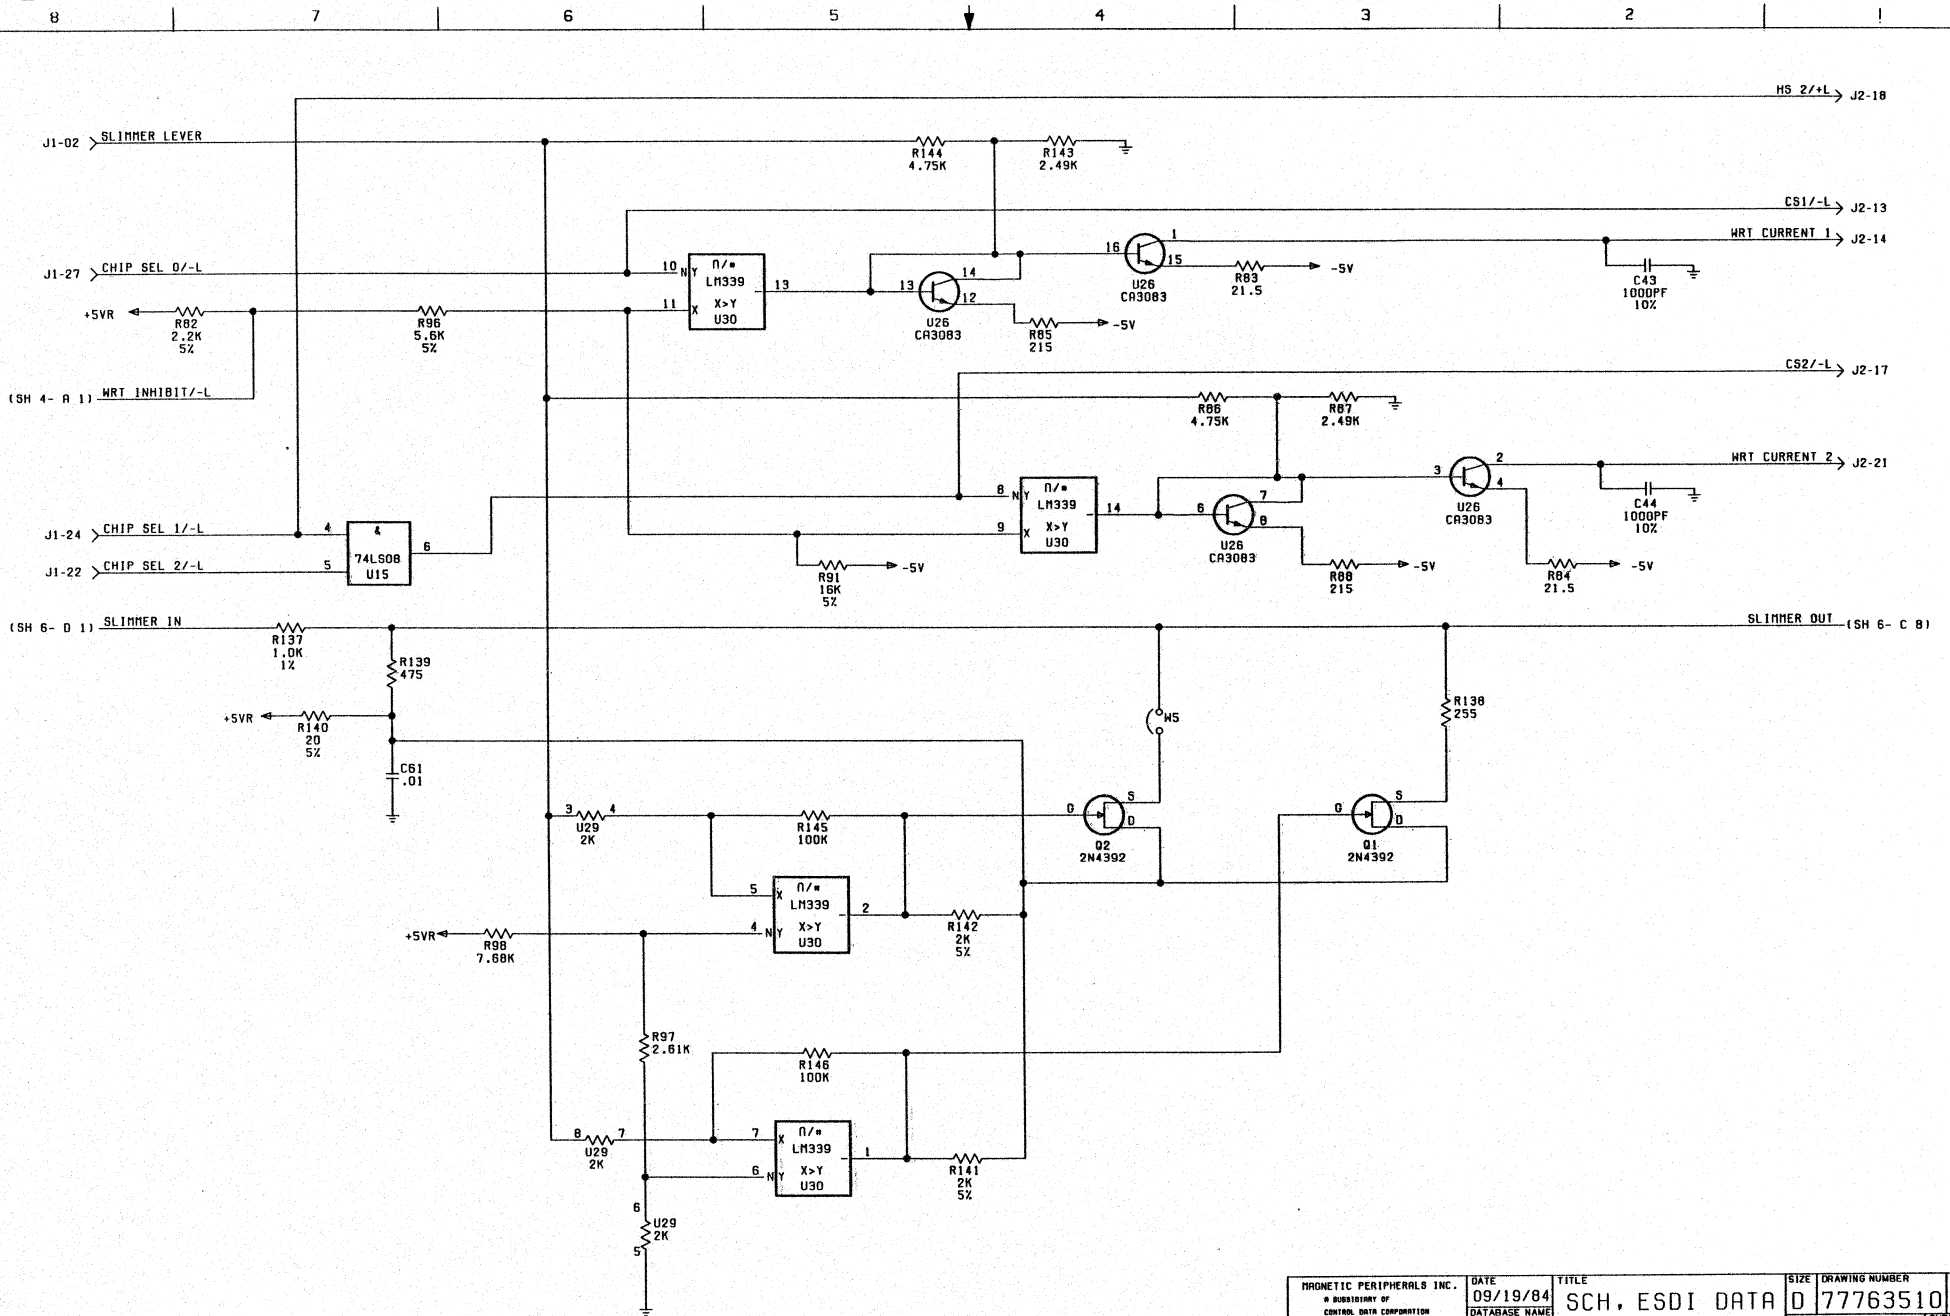 8 7 6 5 4 3 2 1
HS 2/+L J2-18
J1-02 SLIMMER LEVER
R144
4.75K
R143
2.49K
CS1/-L J2-13
WRT CURRENT 1 J2-14
J1-27 CHIP SEL 0/-L
10 N Y
LM339
13
11 X
X>Y
U30
13 14 12
U26
CA3083
16 1 15
U26
CA3083
R83
21.5
-5V
C43
1000PF
10%
+5VR
R82
2.2K
5%
R96
5.6K
5%
R85
215
-5V
CS2/-L J2-17
(SH 4- A 1) WRT INHIBIT/-L
R86
4.75K
R87
2.49K
WRT CURRENT 2 J2-21
8 N Y
LM339
14
9 X
X>Y
U30
6 7 8
U26
CA3083
3 2 4
U26
CA3083
C44
1000PF
10%
J1-24 CHIP SEL 1/-L
4
&
74LS08
U15
6
J1-22 CHIP SEL 2/-L
5
R91
16K
5%
-5V
R88
215
-5V
R84
21.5
-5V
(SH 6- D 1) SLIMMER IN
R137
1.0K
1%
SLIMMER OUT (SH 6- C 8)
R139
475
+5VR
R140
20
5%
C61
.01
W5
R138
255
3 4
U29
2K
R145
100K
G S D
Q2
2N4392
G S D
Q1
2N4392
5 X
LM339
2
4 N Y
X>Y
U30
R142
2K
5%
+5VR
R98
7.68K
R97
2.61K
R146
100K
8 7
U29
2K
7 X
LM339
1
6 N Y
X>Y
U30
R141
2K
5%
6
U29
2K
5
MAGNETIC PERIPHERALS INC.
A SUBSIDIARY OF
CONTROL DATA CORPORATION
DATE
09/19/84
DATABASE NAME
TITLE
SCH, ESDI DATA
SIZE
D
DRAWING NUMBER
77763510